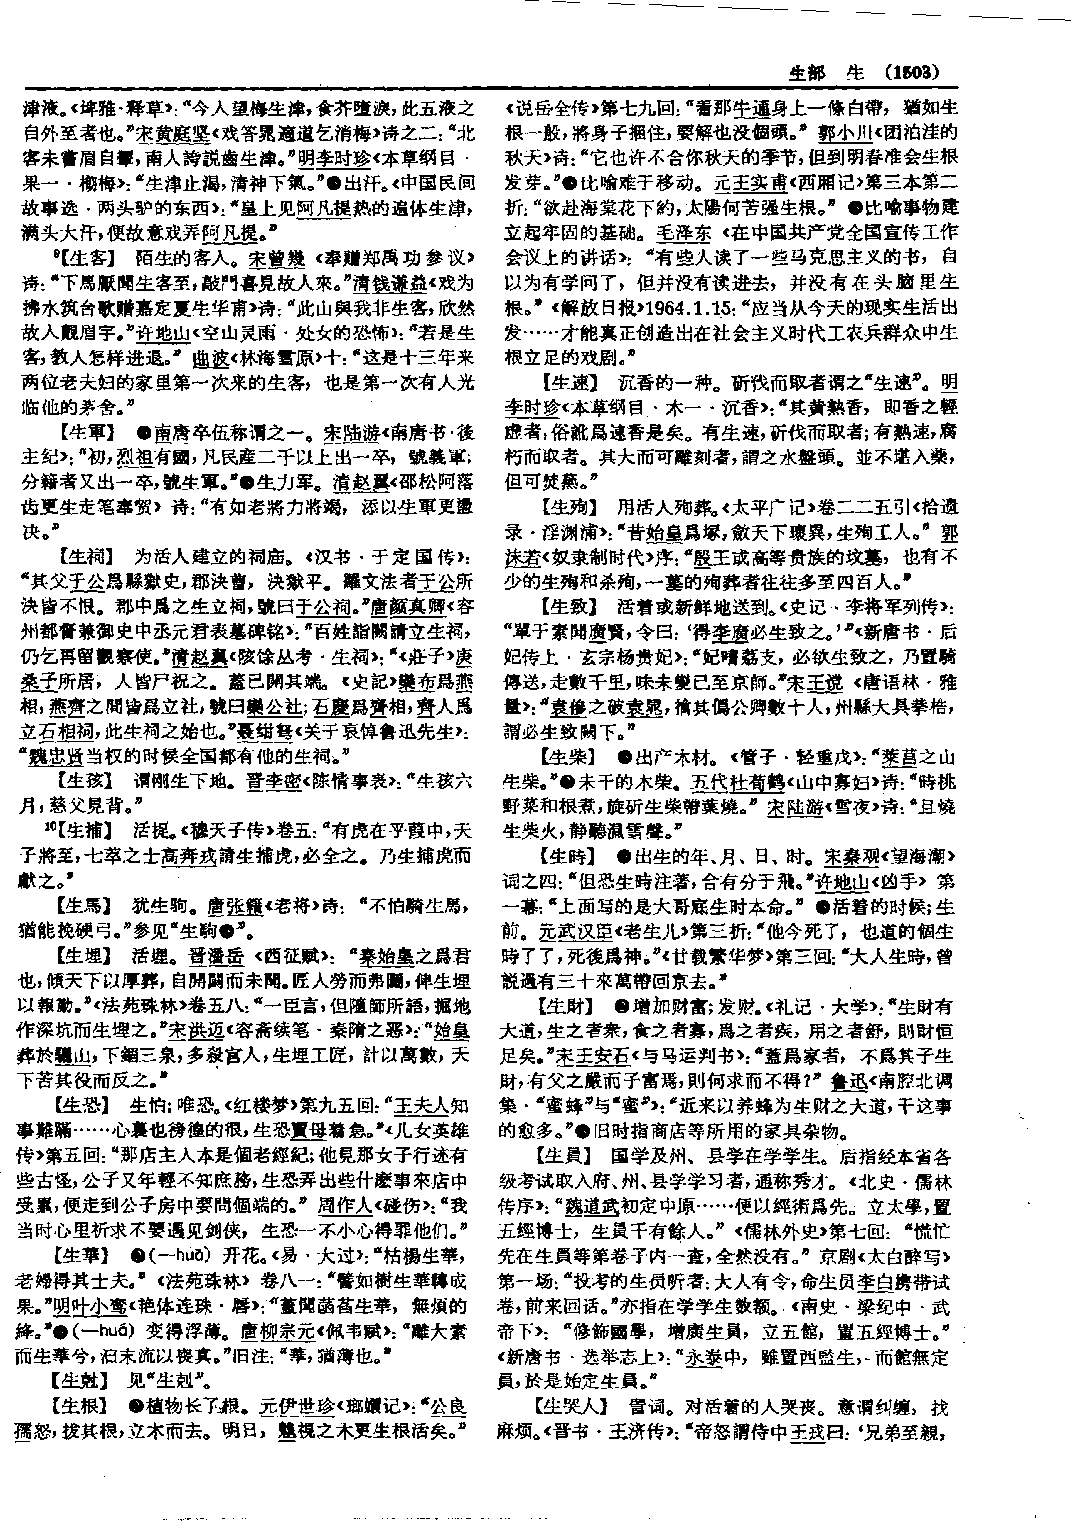 生部 生 (1503)
津液。《埤雅·释草》：“今人望梅生津，食芥墮淚，此五液之
自外至者也。”宋黄庭坚《戏答晁適道乞消梅》诗之二：“北
客未嘗眉自顰，南人誇説齒生津。”明李时珍《本草纲目·
果一·櫥梅》：“生津止渴，清神下氣。”❷出汗。《中国民间
故事选·两头驴的东西》：“皇上见阿凡提热的遍体生津，
满头大汗，便故意戏弄阿凡提。”
⁹【生客】 陌生的客人。宋曾幾《奉赠郑禹功参议》
诗：“下馬厭聞生客至，敲門喜見故人來。”清钱谦益《戏为
拂水筑台歌赠嘉定夏生华甫》诗：“此山與我非生客，欣然
故人觀眉宇。”许地山《空山灵雨·处女的恐怖》：“若是生
客，教人怎样进退。” 曲波《林海雪原》十：“这是十三年来
两位老夫妇的家里第一次来的生客，也是第一次有人光
临他的茅舍。”
【生軍】 ❶南唐卒伍称谓之一。宋陆游《南唐书·後
主纪》：“初，烈祖有國，凡民產二千以上出一卒，號義軍；
分籍者又出一卒，號生軍。”❷生力军。清赵翼《邵松阿落
齿更生走笔奉贺》诗：“有如老將力將竭，添以生軍更盪
决。”
【生祠】 为活人建立的祠庙。《汉书·于定国传》：
“其父于公爲縣獄史，郡決曹，決獄平。羅文法者于公所
決皆不恨。郡中爲之生立祠，號曰于公祠。”唐颜真卿《容
州都督兼御史中丞元君表墓碑铭》：“百姓詣闕請立生祠，
仍乞再留觀察使。”清赵翼《陔馀丛考·生祠》：“《莊子》庚
桑子所居，人皆尸祝之。蓋已開其端。《史記》欒布爲燕
相，燕齊之間皆爲立社，號曰欒公社；石慶爲齊相，齊人爲
立石相祠，此生祠之始也。”聂绀弩《关于哀悼鲁迅先生》：
“魏忠贤当权的时候全国都有他的生祠。”
【生孩】 谓刚生下地。晋李密《陈情事表》：“生孩六
月，慈父見背。”
¹⁰【生捕】 活捉。《穆天子传》卷五：“有虎在乎葭中，天
子將至，七萃之士高奔戎請生捕虎，必全之。乃生捕虎而
獻之。”
【生馬】 犹生驹。唐张籍《老将》诗：“不怕騎生馬，
猶能挽硬弓。”参见“生駒❷”。
【生埋】 活埋。晋潘岳《西征赋》：“秦始皇之爲君
也，傾天下以厚葬，自開闢而未聞。匠人勞而弗圖，俾生埋
以報勤。”《法苑珠林》卷五八：“一臣言，但隨師所語，掘地
作深坑而生埋之。”宋洪迈《容斋续笔·秦隋之恶》：“始皇
葬於驪山，下錮三泉，多殺宫人，生埋工匠，計以萬數，天
下苦其役而反之。”
【生恐】 生怕；唯恐。《红楼梦》第九五回：“王夫人知
事難瞞……心裏也徬徨的很，生恐賈母着急。”《儿女英雄
传》第五回：“那店主人本是個老經紀；他見那女子行迹有
些古怪，公子又年輕不知庶務，生恐弄出些什麽事來店中
受累，便走到公子房中要問個端的。” 周作人《碰伤》：“我
当时心里祈求不要遇见剑侠，生恐一不小心得罪他们。”
【生華】 ❶(—huā) 开花。《易·大过》：“枯楊生華，
老婦得其士夫。”《法苑珠林》卷八一：“譬如樹生華轉成
果。”明叶小鸾《艳体连珠·唇》：“蓋聞菡萏生華，無煩的
絳。”❷(—huá) 变得浮薄。唐柳宗元《佩韦赋》：“離大素
而生華兮，汩末流以喪真。”旧注：“華，猶薄也。”
【生剋】 见“生剋”。
【生根】 ❶植物长了根。元伊世珍《瑯嬛记》：“公良
孺怒，拔其根，立木而去。明日，魋視之木更生根活矣。”
《说岳全传》第七九回：“看那牛通身上一條白帶，猶如生
根一般，將身子捆住，要解也没個頭。” 郭小川《团泊洼的
秋天》诗：“它也许不合你秋天的季节，但到明春准会生根
发芽。”❷比喻难于移动。元王实甫《西厢记》第三本第二
折：“欲赴海棠花下約，太陽何苦强生根。” ❸比喻事物建
立起牢固的基础。毛泽东《在中国共产党全国宣传工作
会议上的讲话》：“有些人读了一些马克思主义的书，自
以为有学问了，但并没有读进去，并没有在头脑里生
根。”《解放日报》1964.1.15：“应当从今天的现实生活出
发……才能真正创造出在社会主义时代工农兵群众中生
根立足的戏剧。”
【生速】 沉香的一种。斫伐而取者谓之“生速”。明
李时珍《本草纲目·木一·沉香》：“其黄熟香，即香之輕
虚者；俗訛爲速香是矣。有生速，斫伐而取者；有熟速，腐
朽而取者。其大而可雕刻者，謂之水盤頭。並不堪入藥，
但可焚爇。”
【生殉】 用活人殉葬。《太平广记》卷二二五引《拾遗
录·淫渊浦》：“昔始皇爲塚，斂天下瓌異，生殉工人。” 郭
沫若《奴隶制时代》序：“殷王或高等贵族的坟墓，也有不
少的生殉和杀殉，一墓的殉葬者往往多至四百人。”
【生致】 活着或新鲜地送到。《史记·李将军列传》：
“單于素聞廣賢，令曰：‘得李廣必生致之。’”《新唐书·后
妃传上·玄宗杨贵妃》：“妃嗜荔支，必欲生致之，乃置騎
傳送，走數千里，味未變已至京師。”宋王谠《唐语林·雅
量》：“袁傪之破袁晁，擒其僞公卿數十人，州縣大具拲梏，
謂必生致闕下。”
【生柴】 ❶出产木材。《管子·轻重戊》：“萊莒之山
生柴。”❷未干的木柴。五代杜荀鹤《山中寡妇》诗：“時挑
野菜和根煮，旋斫生柴帶葉燒。” 宋陆游《雪夜》诗：“且燒
生柴火，静聽濕雪聲。”
【生時】 ❶出生的年、月、日、时。宋秦观《望海潮》
词之四：“但恐生時注著，合有分于飛。”许地山《凶手》第
一幕：“上面写的是大哥底生时本命。” ❷活着的时候；生
前。元武汉臣《老生儿》第三折：“他今死了，也道的個生
時了了，死後爲神。”《廿载繁华梦》第三回：“大人生時，曾
説過有三十來萬帶回京去。”
【生財】 ❶增加财富；发财。《礼记·大学》：“生財有
大道，生之者衆，食之者寡，爲之者疾，用之者舒，則財恒
足矣。”宋王安石《与马运判书》：“蓋爲家者，不爲其子生
財，有父之嚴而子富焉，則何求而不得？” 鲁迅《南腔北调
集·“蜜蜂”与“蜜”》：“近来以养蜂为生财之大道，干这事
的愈多。”❷旧时指商店等所用的家具杂物。
【生員】 国学及州、县学在学学生。后指经本省各
级考试取入府、州、县学学习者，通称秀才。《北史·儒林
传序》：“魏道武初定中原……便以經術爲先。立太學，置
五經博士，生員千有餘人。”《儒林外史》第七回：“慌忙
先在生員等第卷子内一查，全然没有。” 京剧《太白醉写》
第一场：“投考的生员听者：大人有令，命生员李白携带试
卷，前来回话。”亦指在学学生数额。《南史·梁纪中·武
帝下》：“修飾國學，增廣生員，立五館，置五經博士。”
《新唐书·选举志上》：“永泰中，雖置西監生，而館無定
員，於是始定生員。”
【生哭人】 詈词。对活着的人哭丧。意谓纠缠，找
麻烦。《晋书·王济传》：“帝怒謂侍中王戎曰：‘兄弟至親，